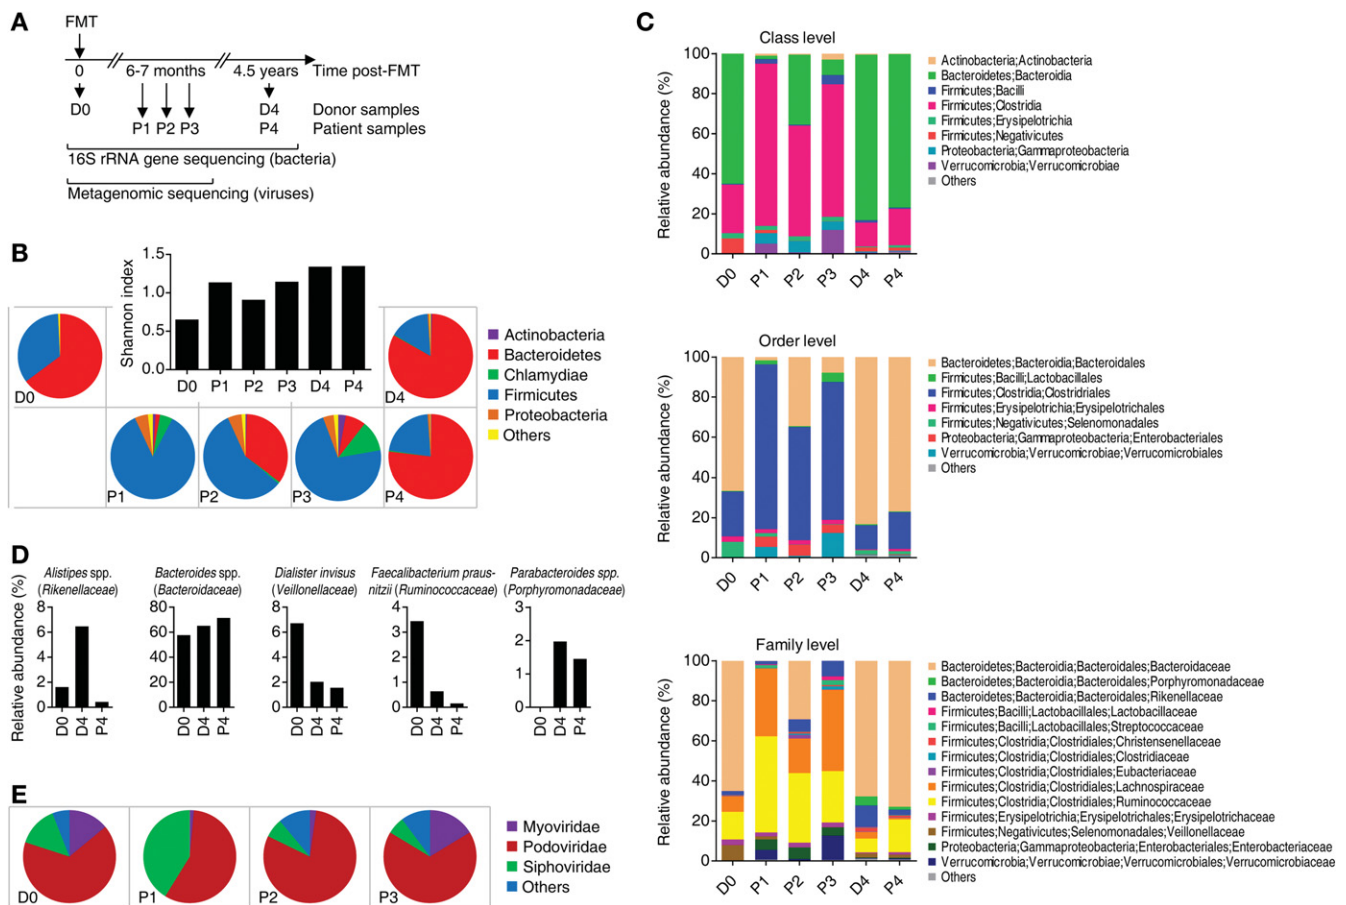 A
FMT
0
6-7 months
4.5 years
Time post-FMT
D0
D4
Donor samples
P1 P2 P3
P4
Patient samples
16S rRNA gene sequencing (bacteria)
Metagenomic sequencing (viruses)
B
Shannon index
1.5
1.0
0.5
0.0
D0 P1 P2 P3 D4 P4
D0
D4
P1
P2
P3
P4
Actinobacteria
Bacteroidetes
Chlamydiae
Firmicutes
Proteobacteria
Others
C
Class level
Relative abundance (%)
100
80
60
40
20
0
D0 P1 P2 P3 D4 P4
Actinobacteria;Actinobacteria
Bacteroidetes;Bacteroidia
Firmicutes;Bacilli
Firmicutes;Clostridia
Firmicutes;Erysipelotrichia
Firmicutes;Negativicutes
Proteobacteria;Gammaproteobacteria
Verrucomicrobia;Verrucomicrobiae
Others
Order level
Relative abundance (%)
100
80
60
40
20
0
D0 P1 P2 P3 D4 P4
Bacteroidetes;Bacteroidia;Bacteroidales
Firmicutes;Bacilli;Lactobacillales
Firmicutes;Clostridia;Clostridriales
Firmicutes;Erysipelotrichia;Erysipelotrichales
Firmicutes;Negativicutes;Selenomonadales
Proteobacteria;Gammaproteobacteria;Enterobacteriales
Verrucomicrobia;Verrucomicrobiae;Verrucomicrobiales
Others
Family level
Relative abundance (%)
100
80
60
40
20
0
D0 P1 P2 P3 D4 P4
Bacteroidetes;Bacteroidia;Bacteroidales;Bacteroidaceae
Bacteroidetes;Bacteroidia;Bacteroidales;Porphyromonadaceae
Bacteroidetes;Bacteroidia;Bacteroidales;Rikenellaceae
Firmicutes;Bacilli;Lactobacillales;Lactobacillaceae
Firmicutes;Bacilli;Lactobacillales;Streptococcaceae
Firmicutes;Clostridia;Clostridiales;Christensenellaceae
Firmicutes;Clostridia;Clostridiales;Clostridiaceae
Firmicutes;Clostridia;Clostridiales;Eubacteriaceae
Firmicutes;Clostridia;Clostridiales;Lachnospiraceae
Firmicutes;Clostridia;Clostridiales;Ruminococcaceae
Firmicutes;Erysipelotrichia;Erysipelotrichales;Erysipelotrichaceae
Firmicutes;Negativicutes;Selenomonadales;Veillonellaceae
Proteobacteria;Gammaproteobacteria;Enterobacteriales;Enterobacteriaceae
Verrucomicrobia;Verrucomicrobiae;Verrucomicrobiales;Verrucomicrobiaceae
Others
D
Relative abundance (%)
Alistipes spp.
(Rikenellaceae)
8
6
4
2
0
D0 D4 P4
Bacteroides spp.
(Bacteroidaceae)
80
60
40
20
0
D0 D4 P4
Dialister invisus
(Veillonellaceae)
8
6
4
2
0
D0 D4 P4
Faecalibacterium praus-
nitzii (Ruminococcaceae)
4
3
2
1
0
D0 D4 P4
Parabacteroides spp.
(Porphyromonadaceae)
3
2
1
0
D0 D4 P4
E
D0
P1
P2
P3
Myoviridae
Podoviridae
Siphoviridae
Others